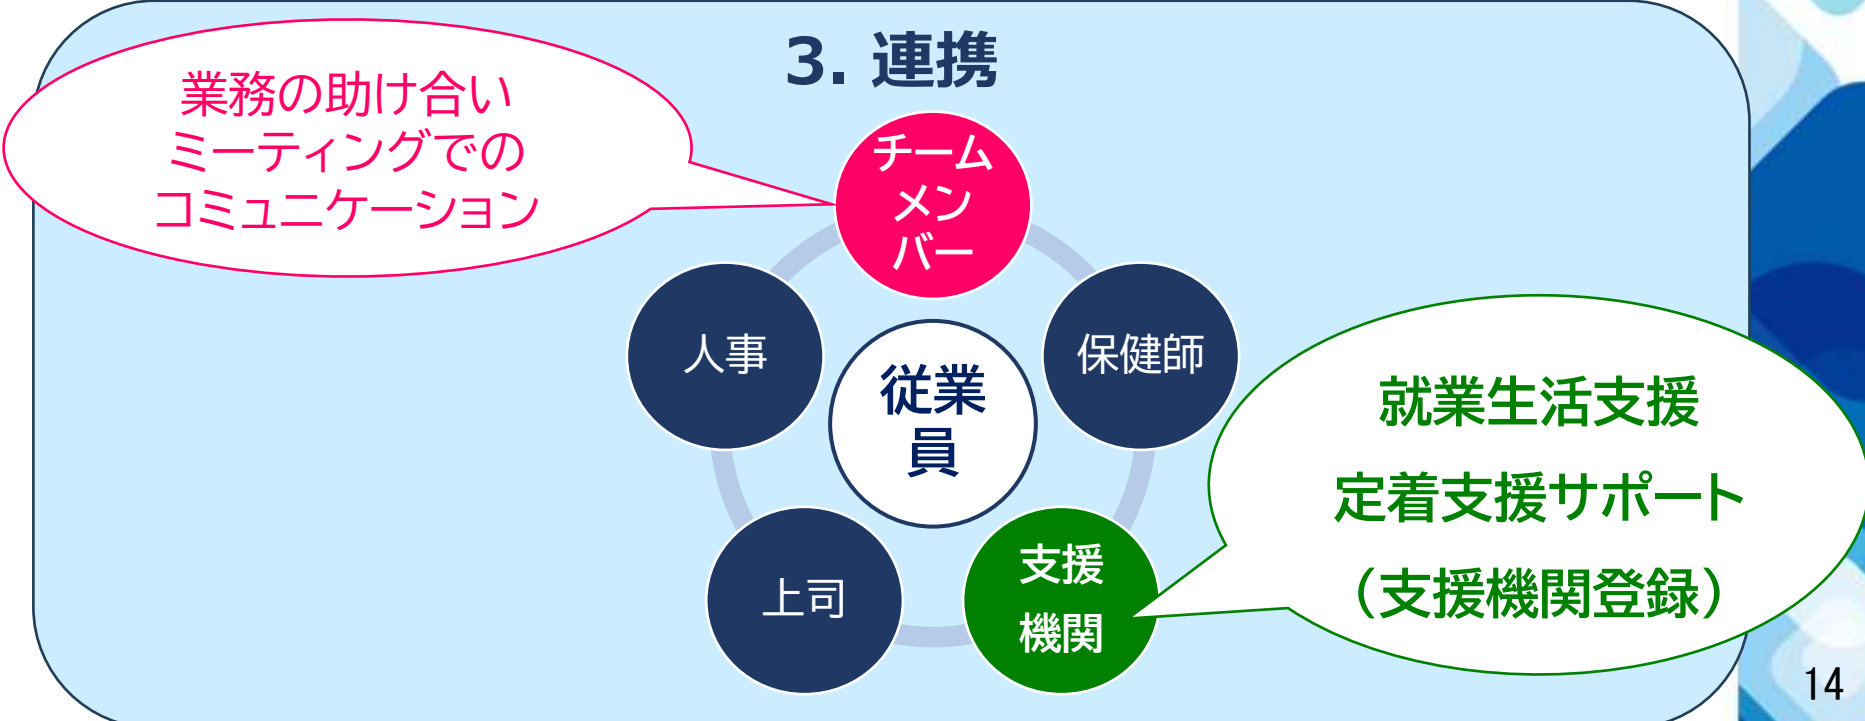 3. 連携
業務の助け合い
ミーティングでの
コミュニケーション
チーム
メン
バー
人事
保健師
従業
員
就業生活支援
定着支援サポート
（支援機関登録）
上司
支援
機関
14